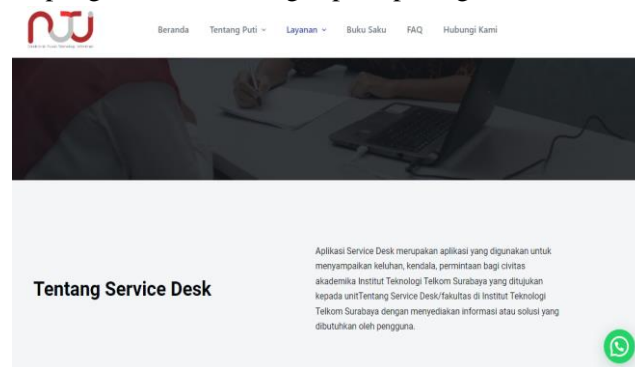 Beranda Tentang Puti Layanan Buku Saku FAQ Hubungi Kami
Tentang Service Desk
Aplikasi Service Desk merupakan aplikasi yang digunakan untuk
menyampaikan keluhan, kendala, permintaan bagi civitas
akademika Institut Teknologi Telkom Surabaya yang ditujukan
kepada unitTentang Service Desk/fakultas di Institut Teknologi
Telkom Surabaya dengan menyediakan informasi atau solusi yang
dibutuhkan oleh pengguna.